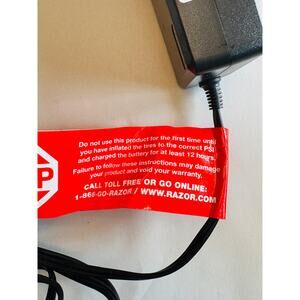 Do not use this product for the first time until
you have inflated the tires to the correct PSI
and charged the battery for at least 12 hours.
Failure to follow these instructions may damage
your product and void your warranty.
P
CALL TOLL FREE OR GO ONLINE:
1-866-GO-RAZOR / WWW.RAZOR.COM